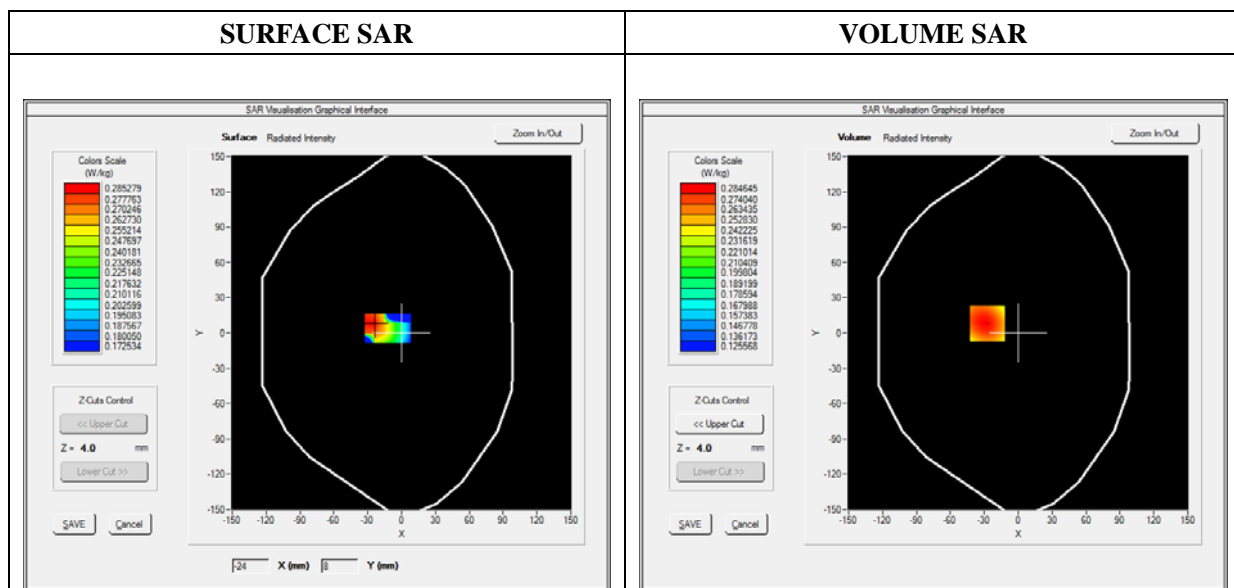 SURFACE SAR
VOLUME SAR
SAR Visualisation Graphical Interface
Surface Radiated Intensity
Zoom In/Out
Colors Scale
(W/kg)
0.285279
0.277763
0.270246
0.262730
0.255214
0.247697
0.240181
0.232665
0.225148
0.217632
0.210116
0.202599
0.195083
0.187567
0.180050
0.172534
Z-Cuts Control
<< Upper Cut
Z = 4.0 mm
Lower Cut >>
SAVE Cancel
150
120
90
60
30
0
-30
-60
-90
-120
-150
Y
-150 -120 -90 -60 -30 0 30 60 90 120 150
X
-24 X (mm) 8 Y (mm)
SAR Visualisation Graphical Interface
Volume Radiated Intensity
Zoom In/Out
Colors Scale
(W/kg)
0.284645
0.274040
0.263435
0.252830
0.242225
0.231619
0.221014
0.210409
0.199804
0.189199
0.178594
0.167988
0.157383
0.146778
0.136173
0.125568
Z-Cuts Control
<< Upper Cut
Z = 4.0 mm
Lower Cut >>
SAVE Cancel
150
120
90
60
30
0
-30
-60
-90
-120
-150
Y
-150 -120 -90 -60 -30 0 30 60 90 120 150
X